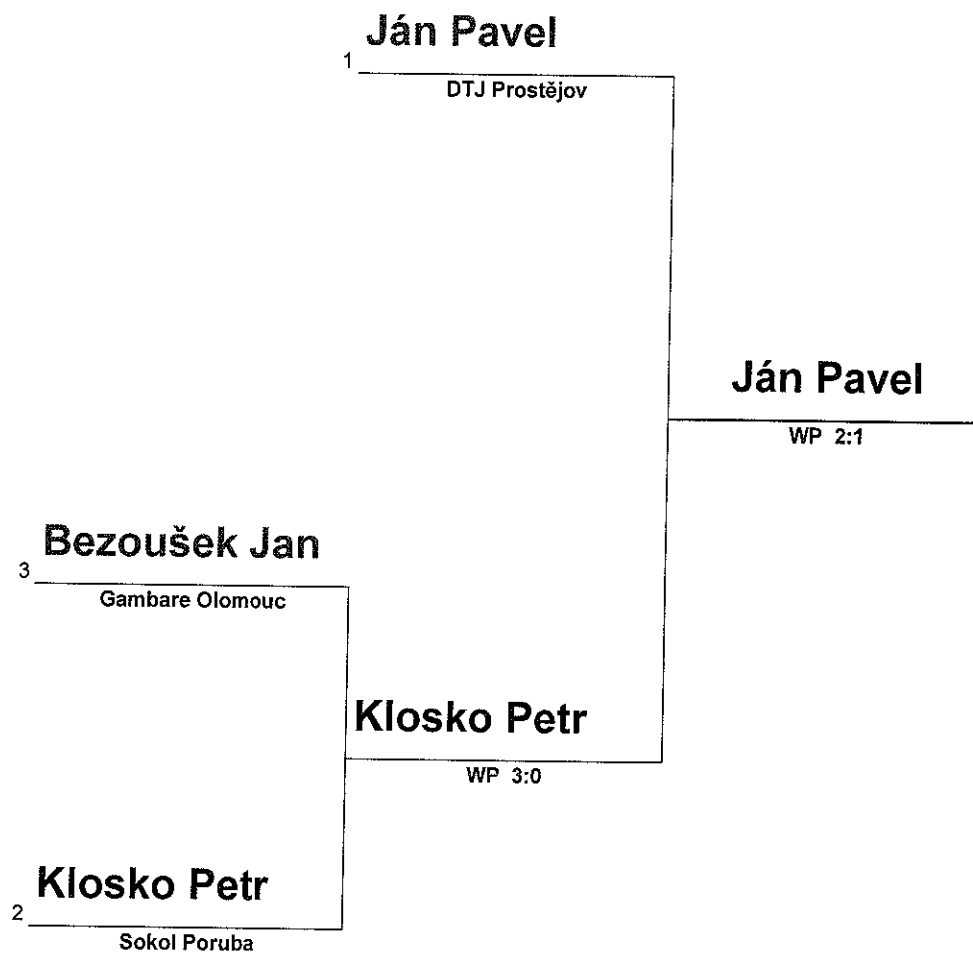 Ján Pavel
1
DTJ Prostějov
Ján Pavel
WP 2:1
Bezoušek Jan
3
Gambare Olomouc
Klosko Petr
WP 3:0
Klosko Petr
2
Sokol Poruba